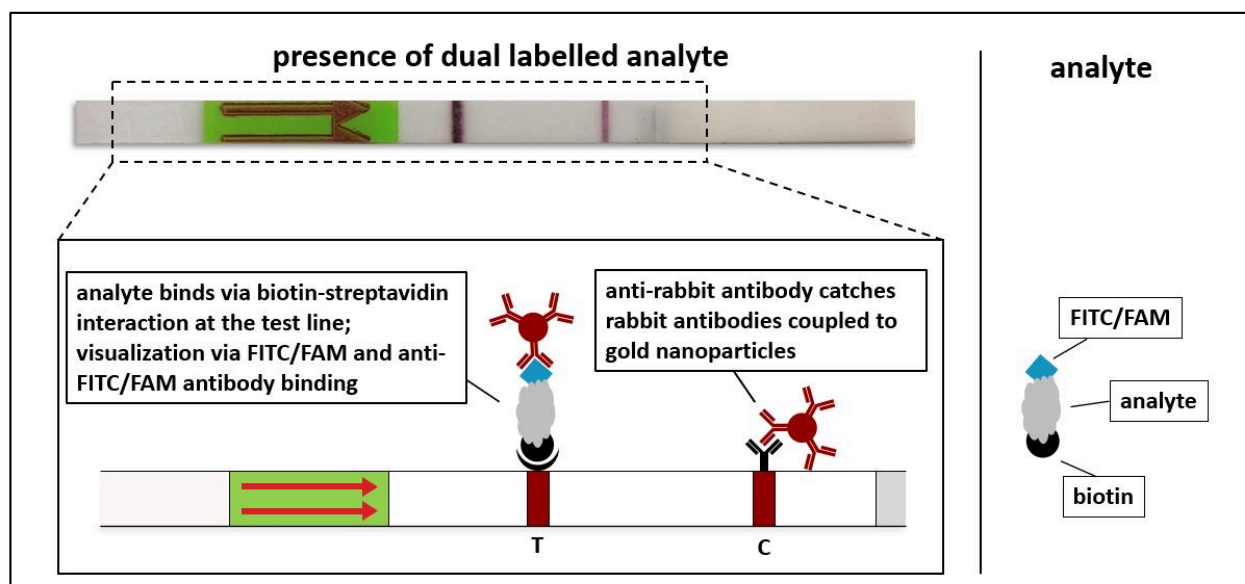 presence of dual labelled analyte
analyte
analyte binds via biotin-streptavidin
interaction at the test line;
visualization via FITC/FAM and anti-
FITC/FAM antibody binding
anti-rabbit antibody catches
rabbit antibodies coupled to
gold nanoparticles
T
C
FITC/FAM
analyte
biotin